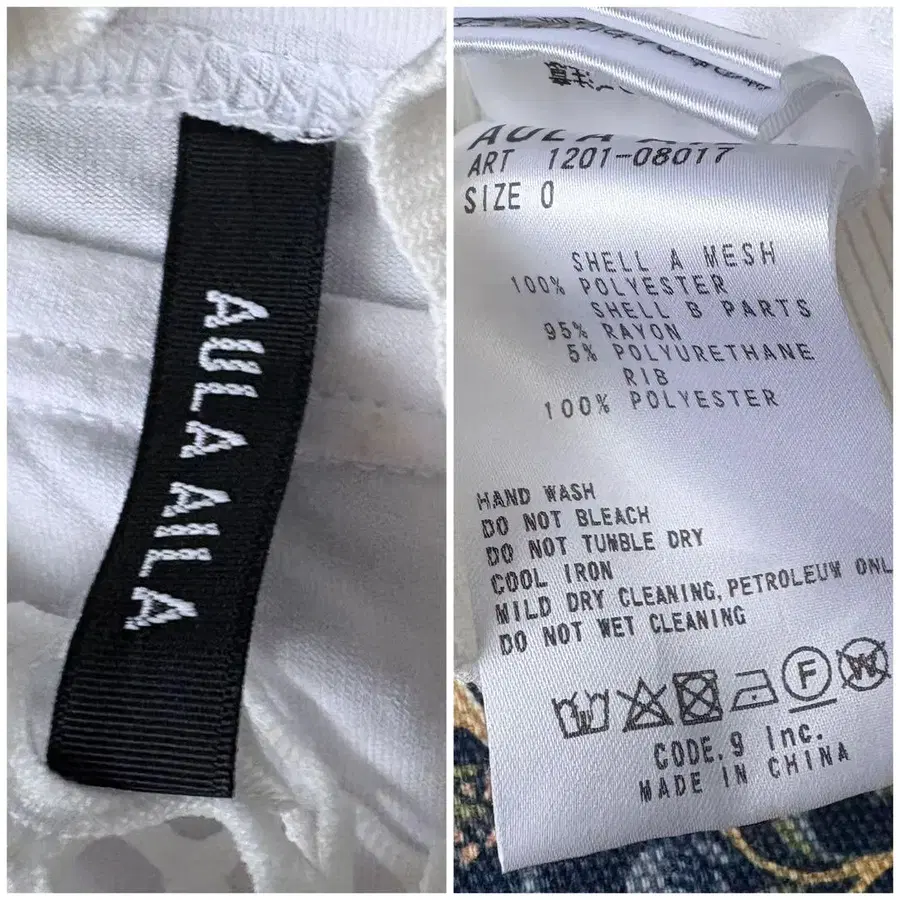 AULA AILA
AULA
ART 1201-08017
SIZE 0
SHELL A MESH
100% POLYESTER
SHELL B PARTS
95% RAYON
5% POLYURETHANE
RIB
100% POLYESTER
HAND WASH
DO NOT BLEACH
DO NOT TUMBLE DRY
COOL IRON
MILD DRY CLEANING, PETROLEUM ONL
DO NOT WET CLEANING
F W
CODE.9 Inc.
MADE IN CHINA